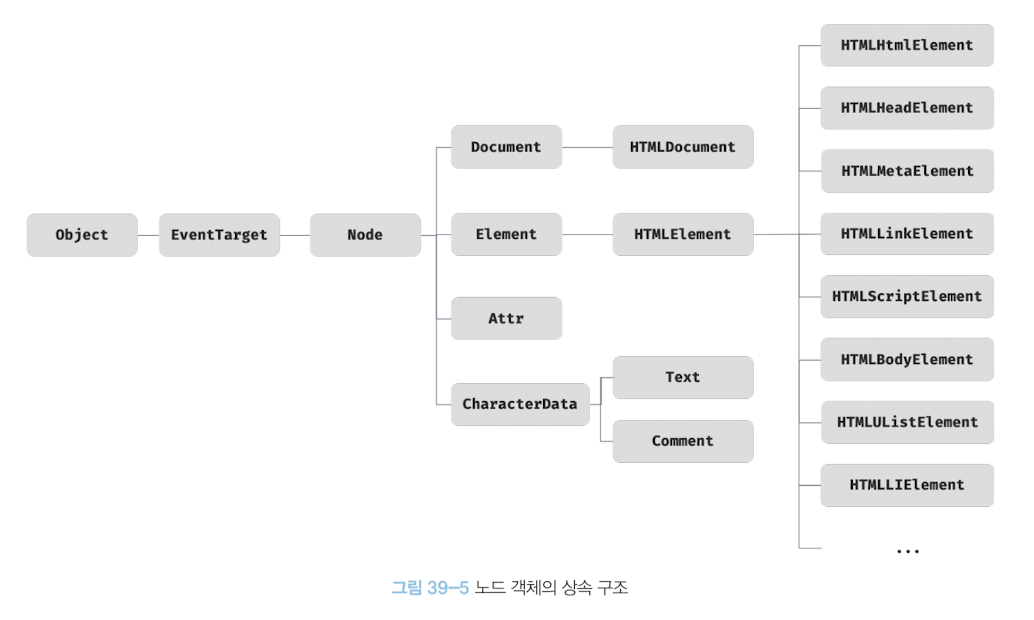 Object
EventTarget
Node
Document
HTMLDocument
Element
HTMLElement
Attr
CharacterData
Text
Comment
HTMLHtmlElement
HTMLHeadElement
HTMLMetaElement
HTMLLinkElement
HTMLScriptElement
HTMLBodyElement
HTMLUListElement
HTMLLIElement
...
그림 39-5 노드 객체의 상속 구조